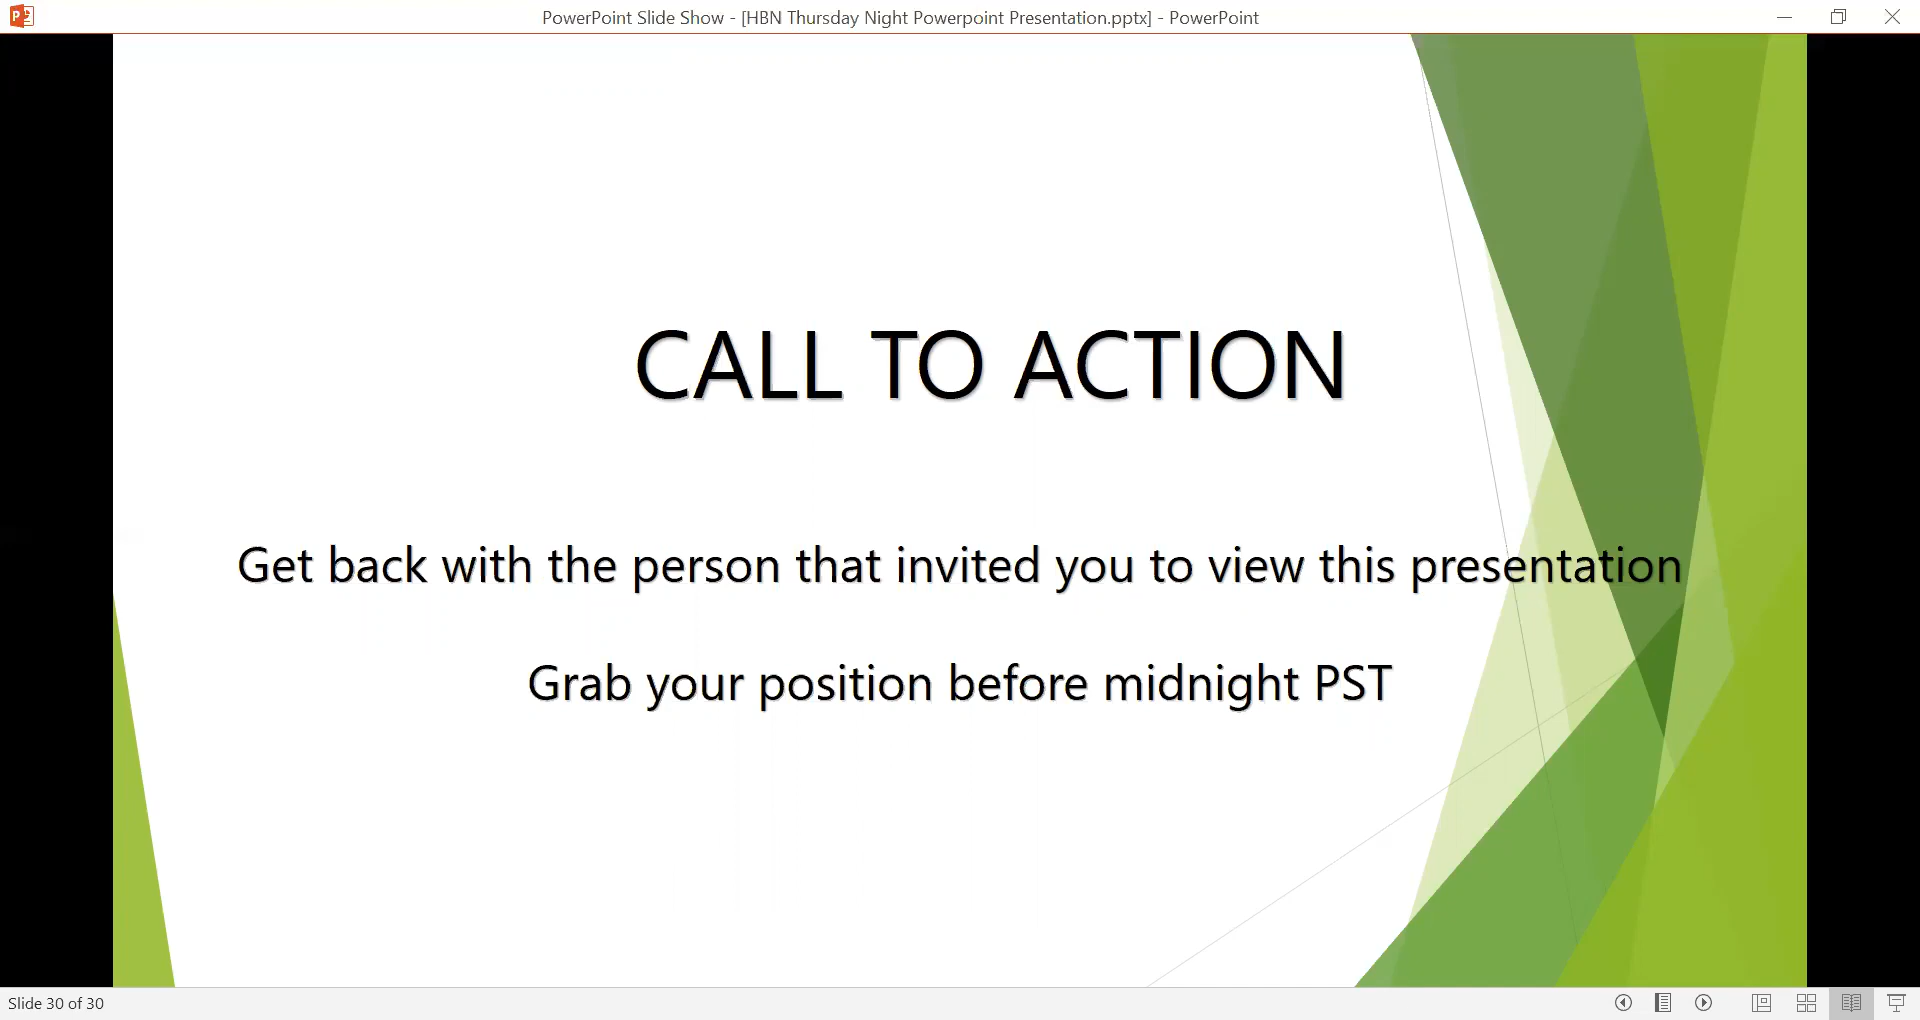 PowerPoint Slide Show - [HBN Thursday Night Powerpoint Presentation.pptx] - PowerPoint
CALL TO ACTION
Get back with the person that invited you to view this presentation
Grab your position before midnight PST
Slide 30 of 30